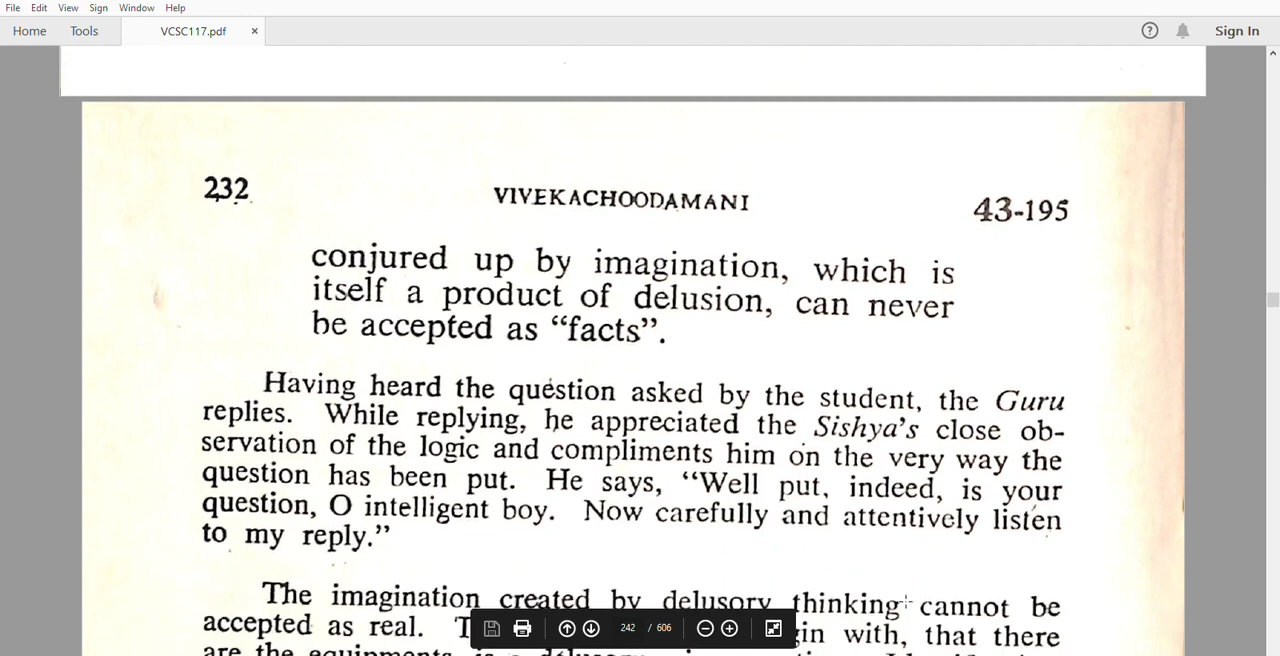 File Edit View Sign Window Help
Home Tools VCSC117.pdf × ? Sign In
232 VIVEKACHOODAMANI 43-195
conjured up by imagination, which is
itself a product of delusion, can never
be accepted as “facts”.
Having heard the question asked by the student, the Guru
replies. While replying, he appreciated the Sishya's close ob-
servation of the logic and compliments him on the very way the
question has been put. He says, “Well put, indeed, is your
question, O intelligent boy. Now carefully and attentively listen
to my reply.”
The imagination created by delusory thinking cannot be
accepted as real. with, that there
are the
242 / 606